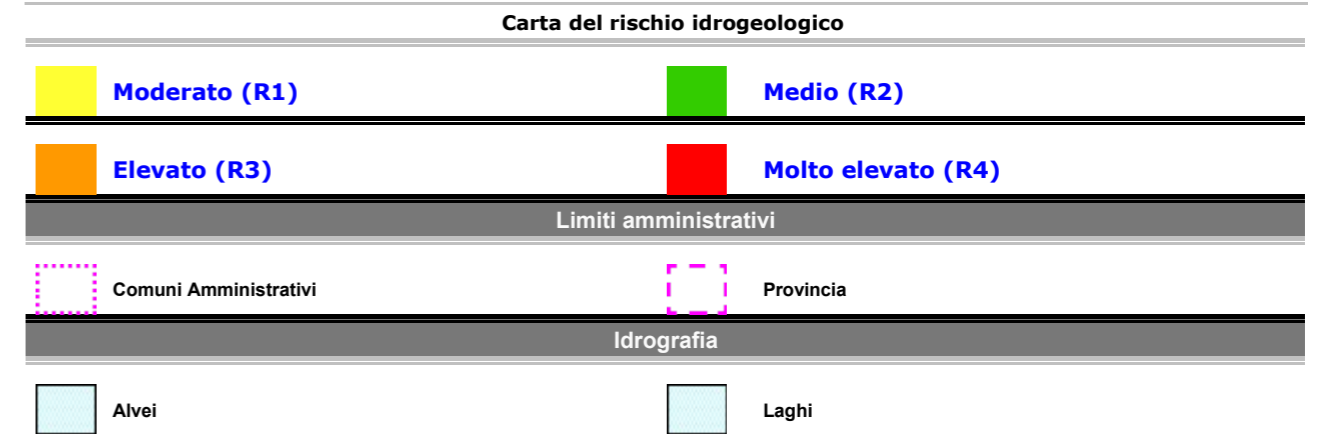 Carta del rischio idrogeologico
Moderato (R1)
Medio (R2)
Elevato (R3)
Molto elevato (R4)
Limiti amministrativi
Comuni Amministrativi
Provincia
Idrografia
Alvei
Laghi